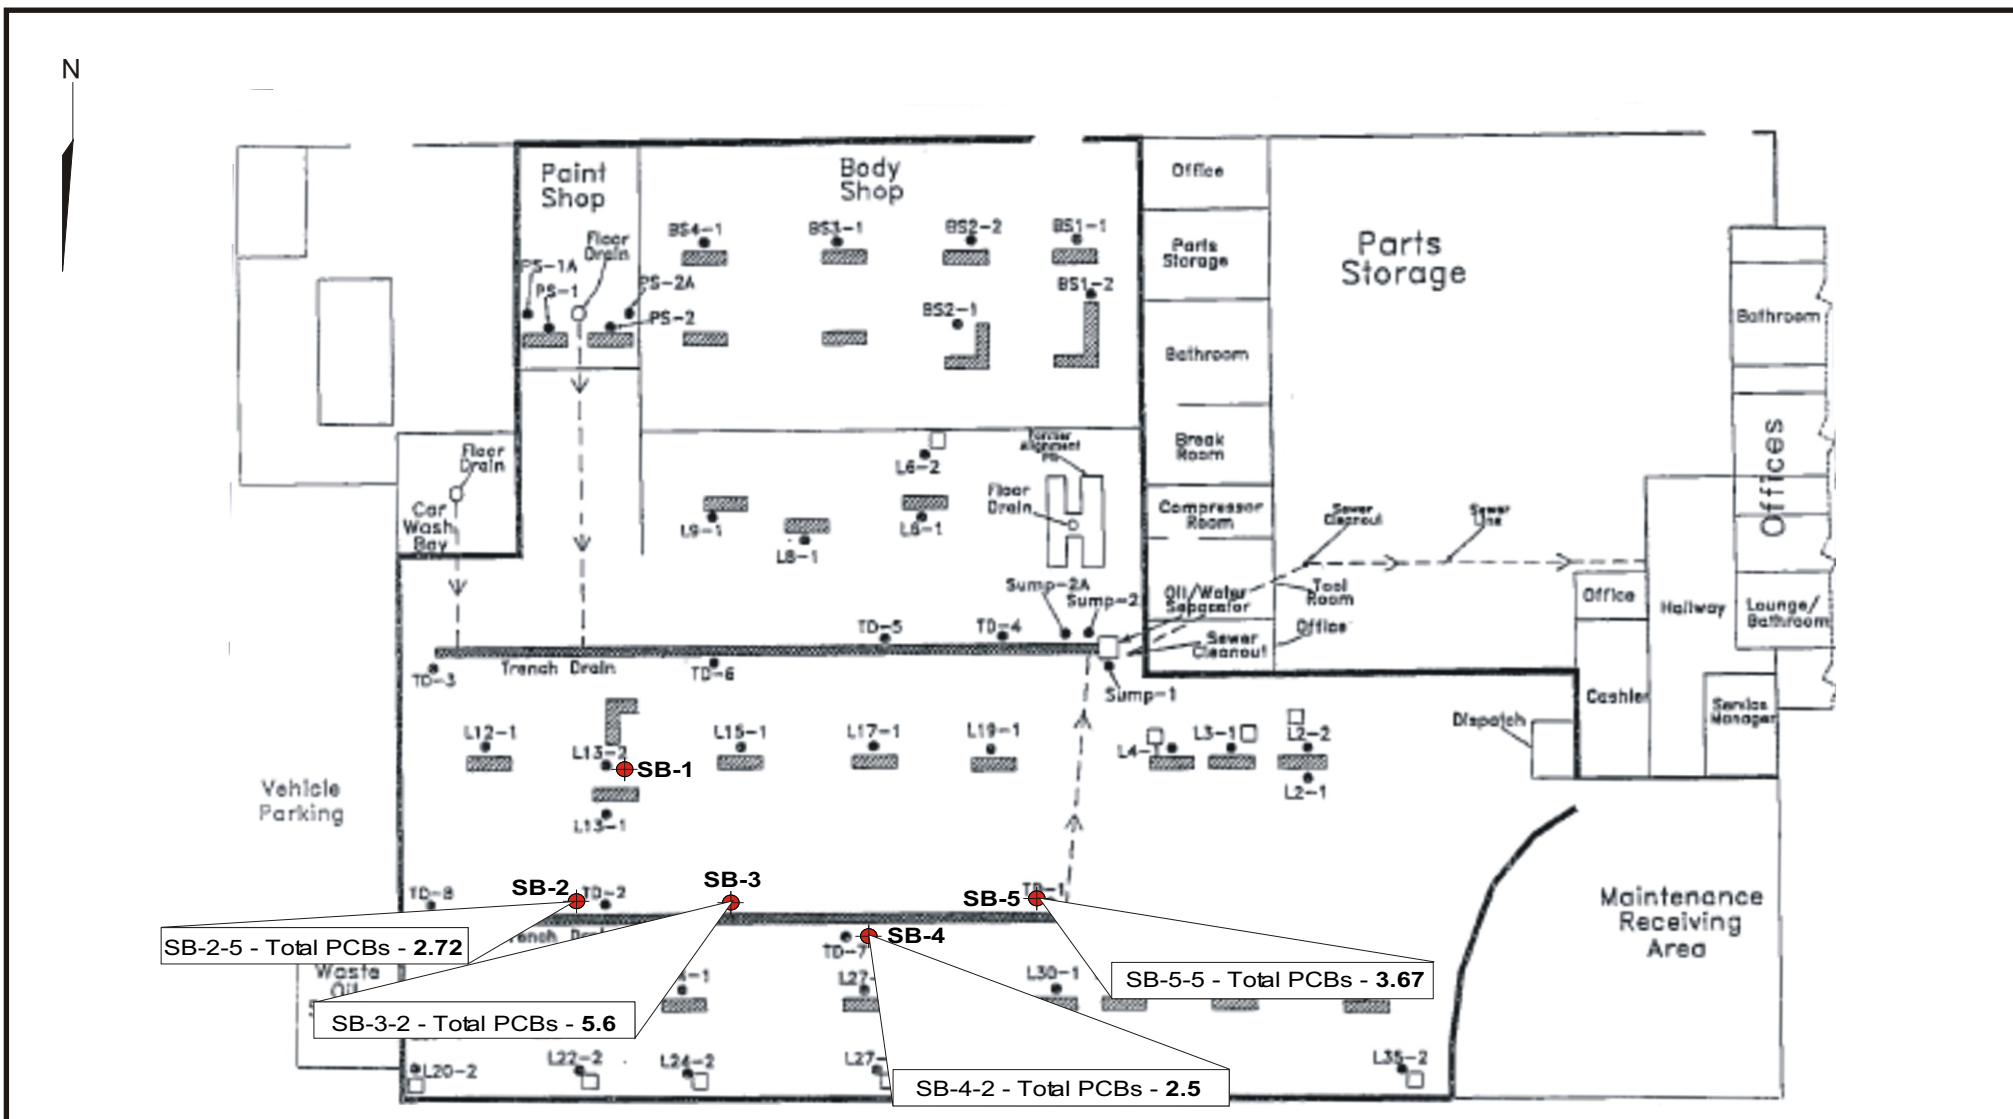 N
Paint
Shop
Body
Shop
Office
Parts
Storage
Parts
Storage
Floor
Drain
BS4-1
BS3-1
BS2-2
BS1-1
PS-1A
PS-1
PS-2A
PS-2
BS2-1
BS1-2
Bathroom
Bathroom
Break
Room
Offices
Floor
Drain
Car
Wash
Bay
L6-2
Former
Alignment
Pits
Floor
Drain
L9-1
L8-1
L6-1
Compressor
Room
Sewer
Cleanout
Sewer
Line
Sump-2A
Sump-2
Oil/Water
Separator
Tool
Room
Office
Hallway
Lounge/
Bathroom
TD-5
TD-4
Sewer
Cleanout
Office
TD-3
Trench Drain
TD-6
Sump-1
Cashier
Service
Manager
Dispatch
L12-1
L13-2
SB-1
L15-1
L17-1
L19-1
L4-1
L3-1
L2-2
L2-1
L13-1
Vehicle
Parking
TD-8
SB-2
TD-2
SB-3
SB-5
TD-1
Maintenance
Receiving
Area
SB-2-5 - Total PCBs - 2.72
SB-4
TD-7
Waste
Oil
L27-
L30-1
SB-5-5 - Total PCBs - 3.67
SB-3-2 - Total PCBs - 5.6
L20-2
L22-2
L24-2
L27-
L35-2
SB-4-2 - Total PCBs - 2.5